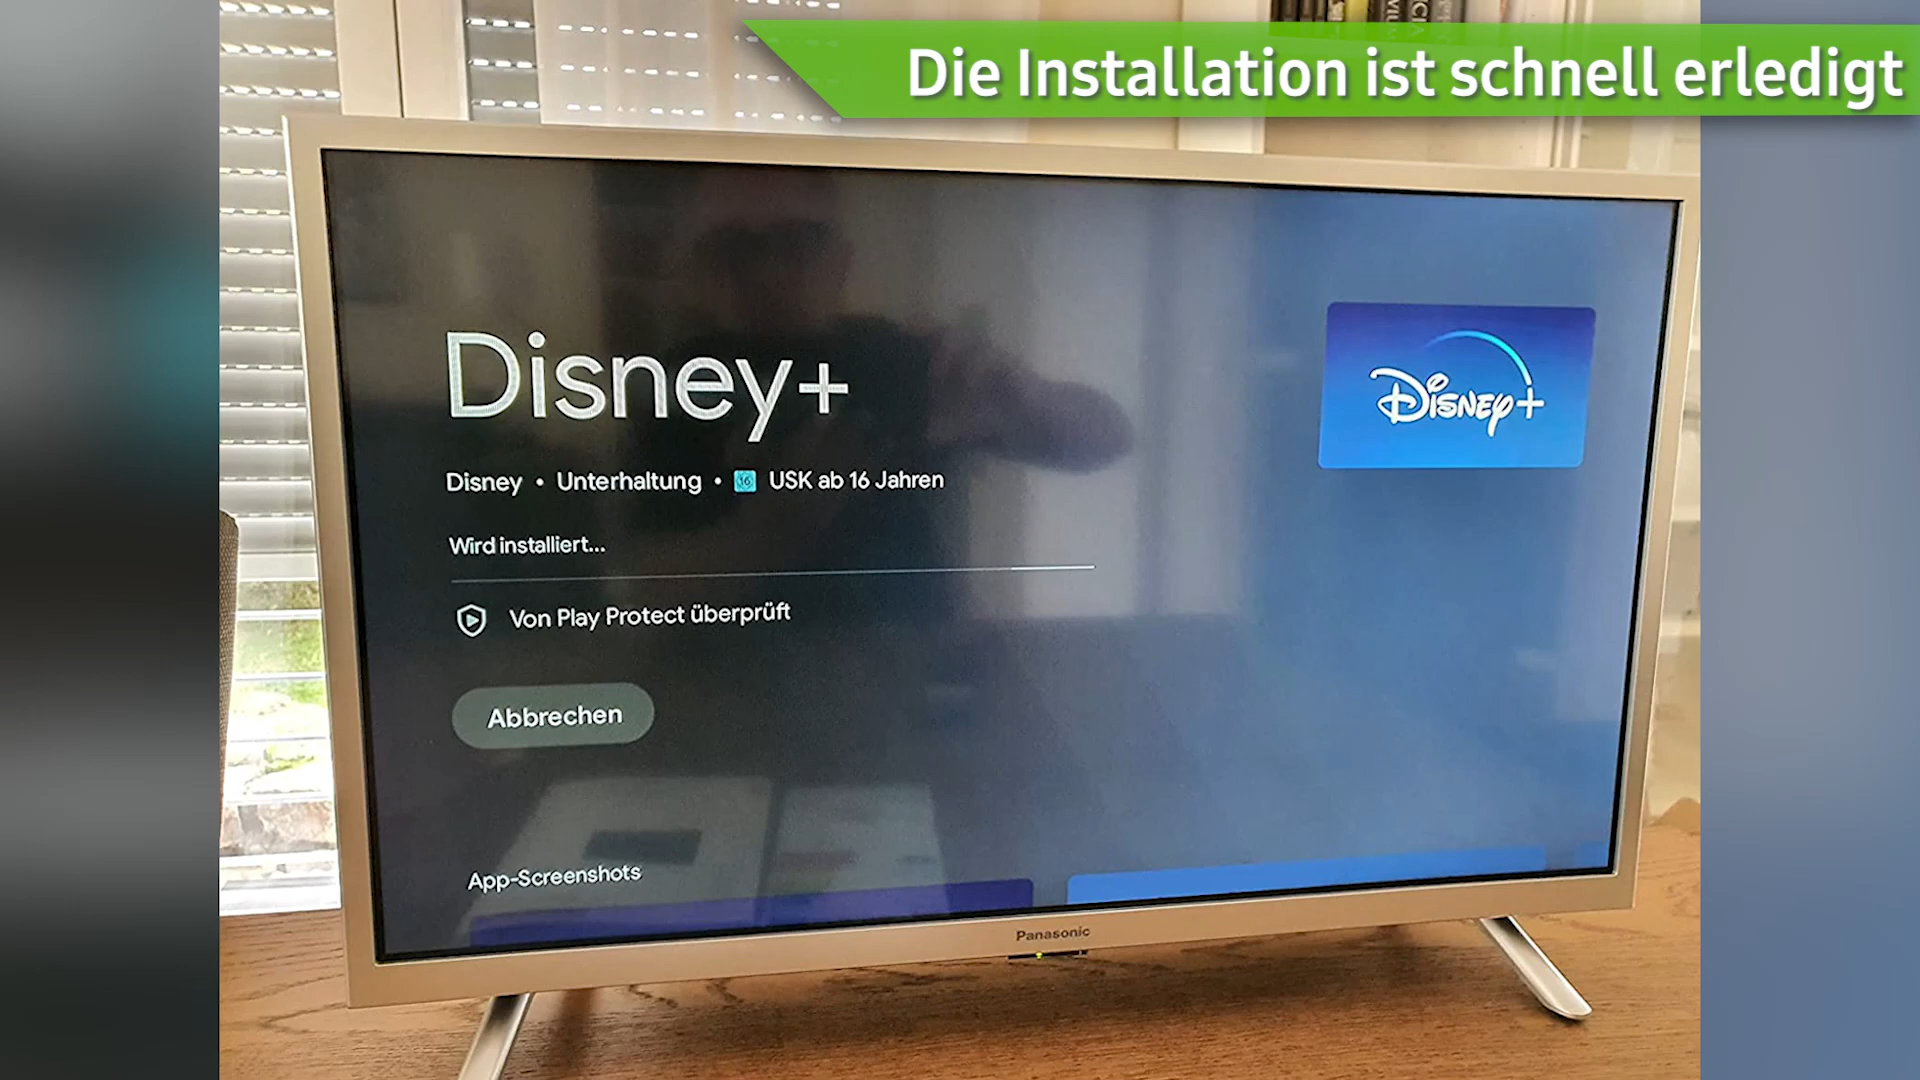 Die Installation ist schnell erledigt
Disney+
Disney+
Disney • Unterhaltung • 16 USK ab 16 Jahren
Wird installiert...
Von Play Protect überprüft
Abbrechen
App-Screenshots
Panasonic